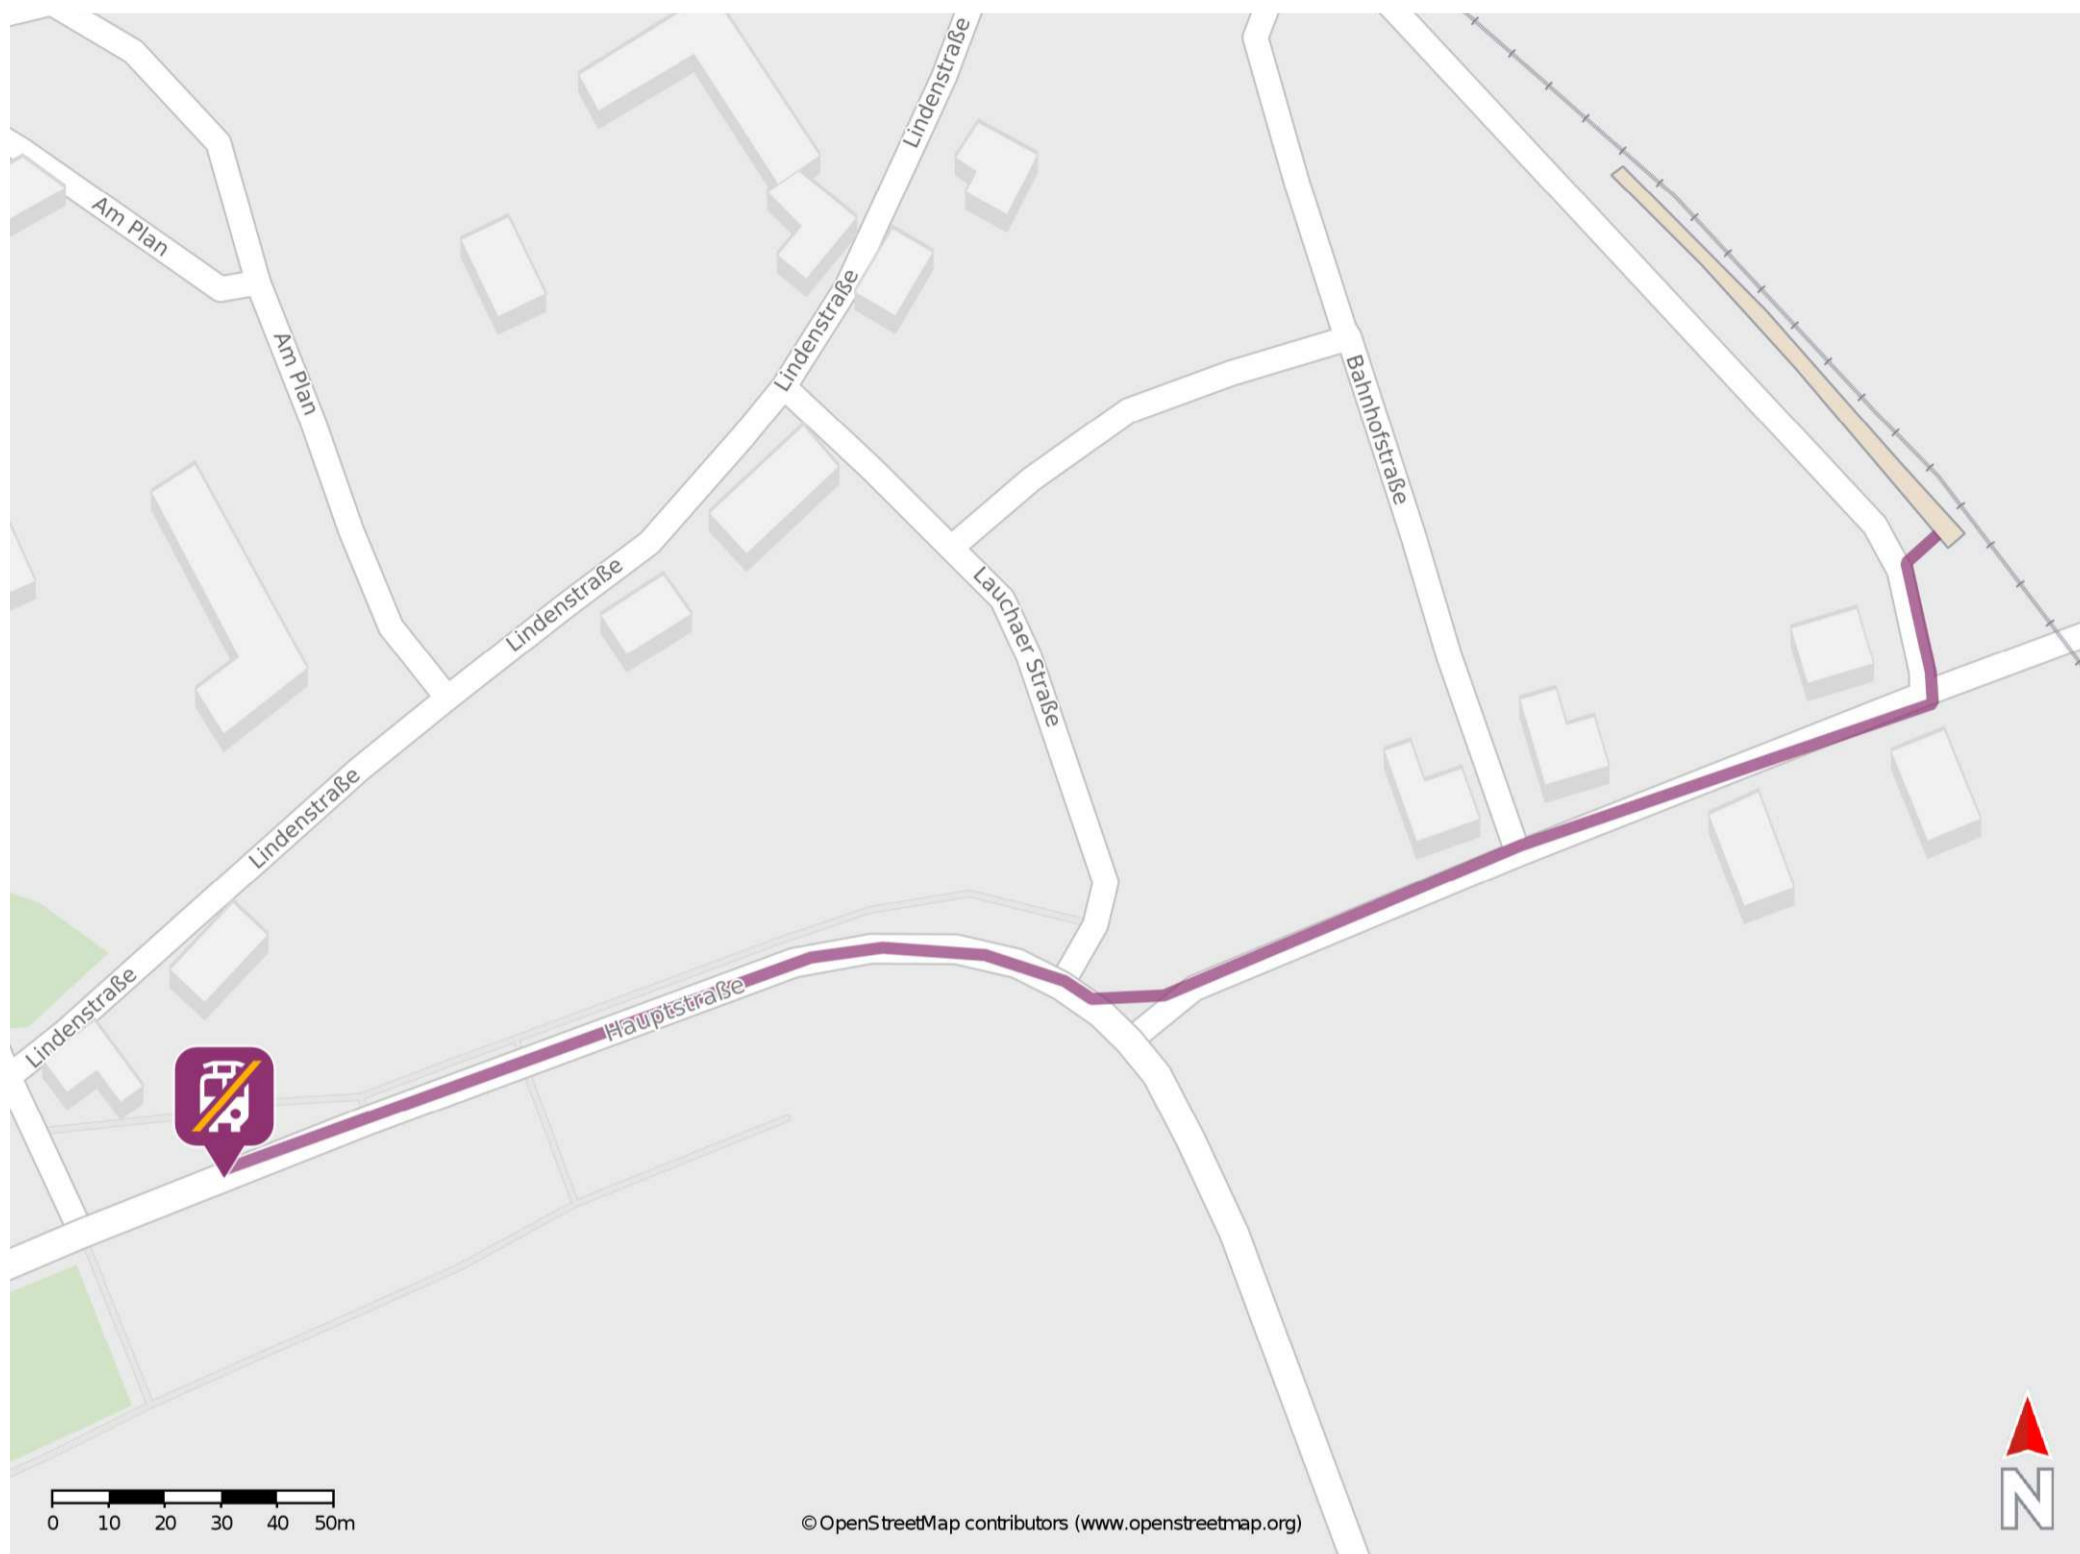 Lindenstraße
Am Plan
Lindenstraße
Am Plan
Bahnhofstraße
Lindenstraße
Lauchaer Straße
Lindenstraße
Lindenstraße
Hauptstraße
0 10 20 30 40 50m
© OpenStreetMap contributors (www.openstreetmap.org)
N